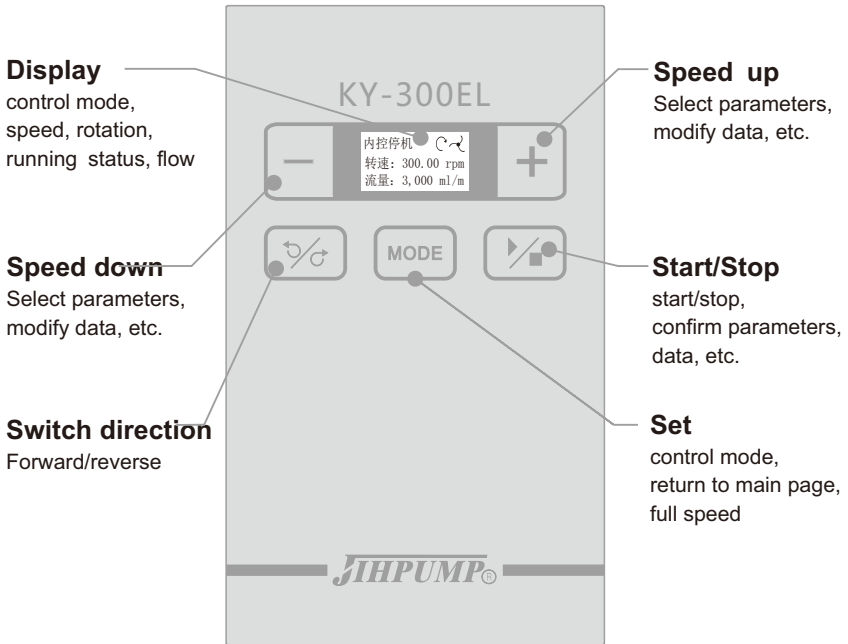 Display
control mode,
speed, rotation,
running status, flow
Speed down
Select parameters,
modify data, etc.
Switch direction
Forward/reverse
KY-300EL
内控停机
转速: 300.00 rpm
流量: 3,000 ml/m
−
+
MODE
JIHPUMP®
Speed up
Select parameters,
modify data, etc.
Start/Stop
start/stop,
confirm parameters,
data, etc.
Set
control mode,
return to main page,
full speed